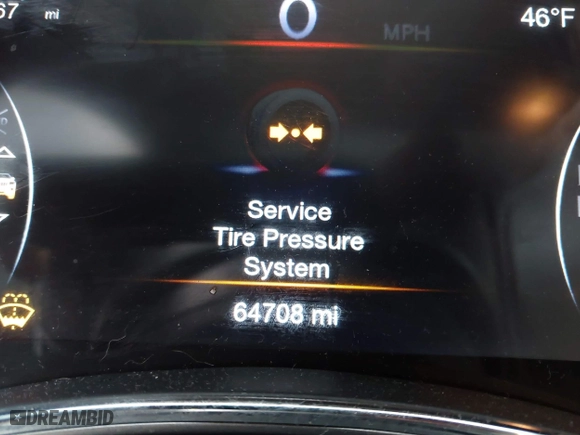 67 mi
0 MPH
46°F
Service
Tire Pressure
System
64708 mi
DREAMBID